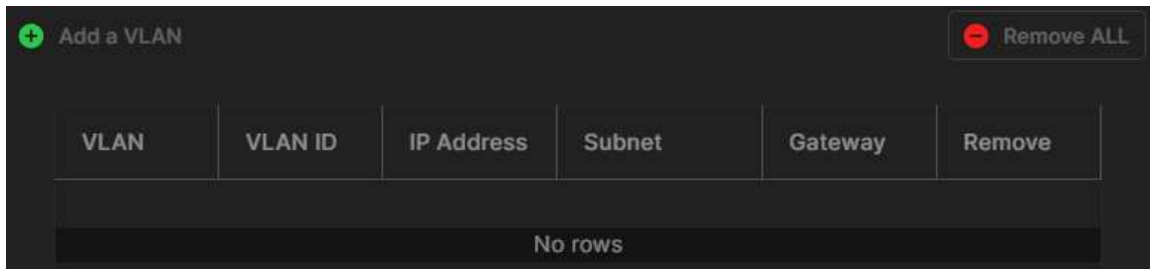 Add a VLAN Remove ALL
VLAN VLAN ID IP Address Subnet Gateway Remove
No rows